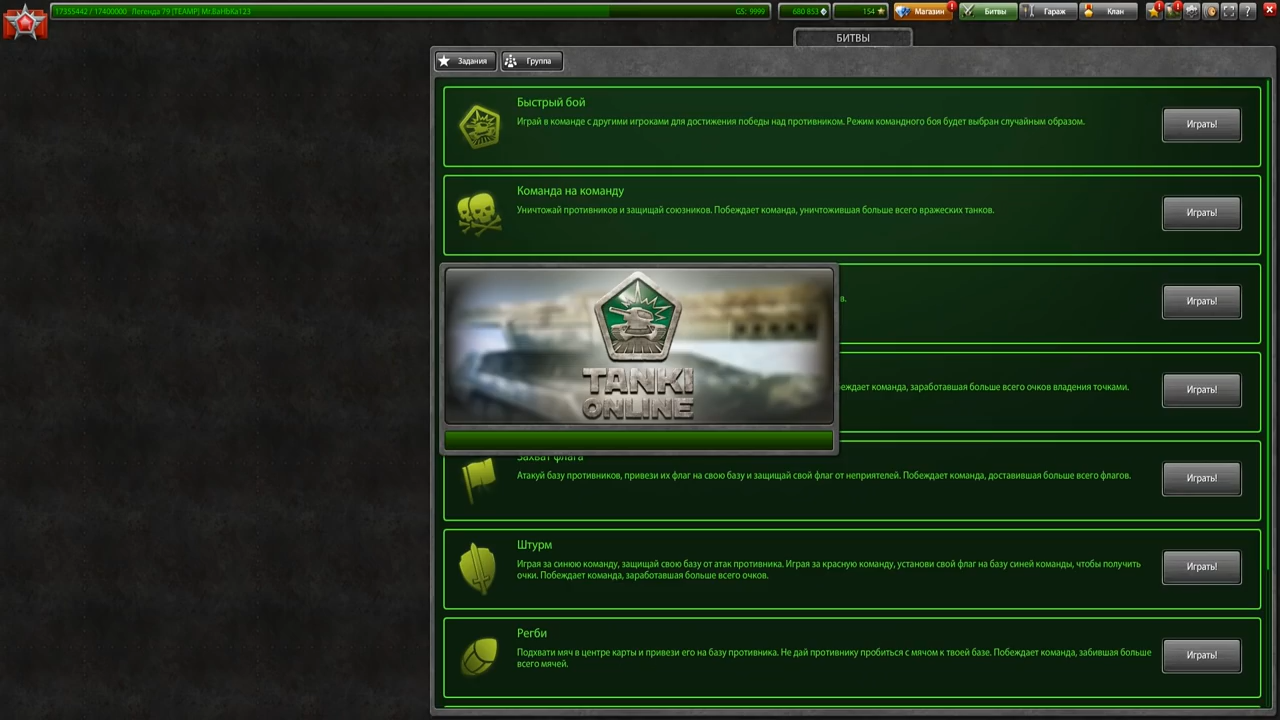 17355442 / 17400000 Легенда 79 [TEAMP] Mr.BaHbKa123
GS: 9999
680 853
154
Магазин
Битвы
Гараж
Клан
?
БИТВЫ
Задания
Группа
Быстрый бой
Играй в команде с другими игроками для достижения победы над противником. Режим командного боя будет выбран случайным образом.
Играть!
Команда на команду
Уничтожай противников и защищай союзников. Побеждает команда, уничтожившая больше всего вражеских танков.
Играть!
в.
Играть!
еждает команда, заработавшая больше всего очков владения точками.
Играть!
TANKI
ONLINE
Захват флага
Атакуй базу противников, привези их флаг на свою базу и защищай свой флаг от неприятелей. Побеждает команда, доставившая больше всего флагов.
Играть!
Штурм
Играя за синюю команду, защищай свою базу от атак противника. Играя за красную команду, установи свой флаг на базу синей команды, чтобы получить
очки. Побеждает команда, заработавшая больше всего очков.
Играть!
Регби
Подхвати мяч в центре карты и привези его на базу противника. Не дай противнику пробиться с мячом к твоей базе. Побеждает команда, забившая больше
всего мячей.
Играть!